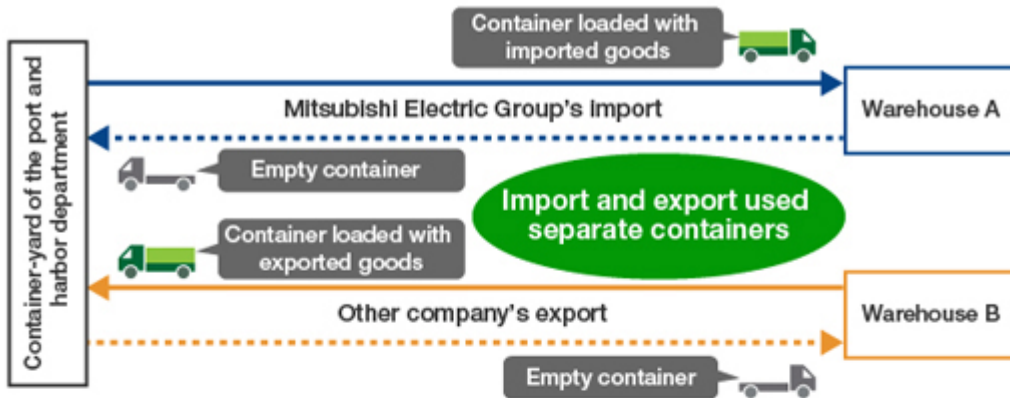 Container loaded with
imported goods
Container-yard of the port and
harbor department
Mitsubishi Electric Group's import
Warehouse A
Empty container
Import and export used
separate containers
Container loaded with
exported goods
Other company's export
Warehouse B
Empty container